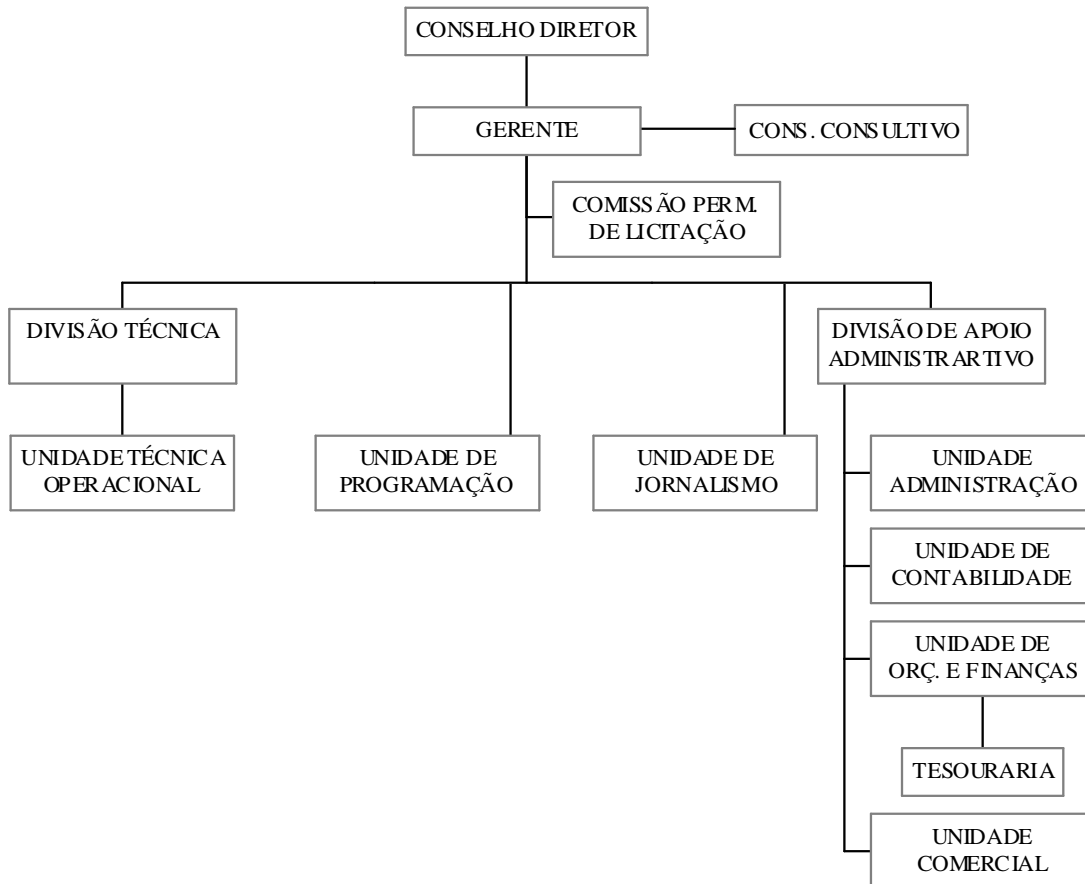 CONSELHO DIRETOR
GERENTE
CONS. CONSULTIVO
COMISSÃO PERM.
DE LICITAÇÃO
DIVISÃO TÉCNICA
DIVISÃO DE APOIO
ADMINISTRARTIVO
UNIDADE TÉCNICA
OPERACIONAL
UNIDADE DE
PROGRAMAÇÃO
UNIDADE DE
JORNALISMO
UNIDADE
ADMINISTRAÇÃO
UNIDADE DE
CONTABILIDADE
UNIDADE DE
ORÇ. E FINANÇAS
TESOURARIA
UNIDADE
COMERCIAL